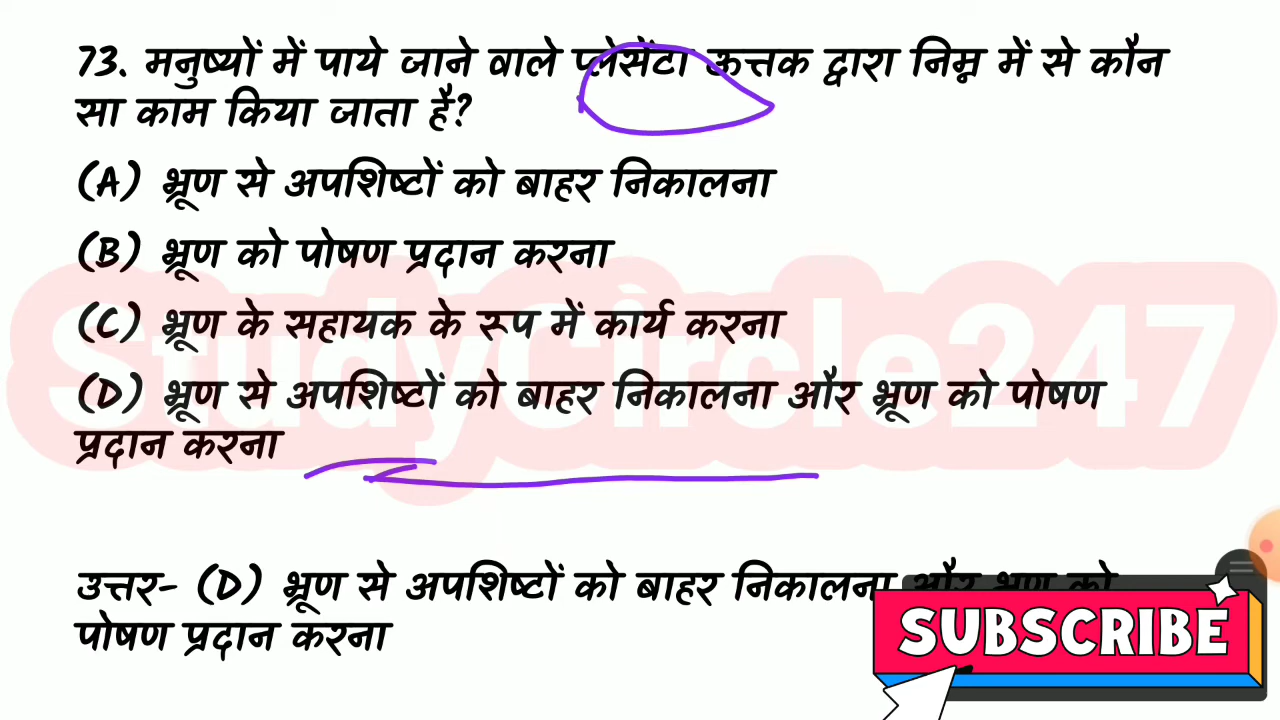 73. मनुष्यों में पाये जाने वाले प्लेसेंटा ऊत्तक द्वारा निम्न में से कौन
सा काम किया जाता है?
(A) भ्रूण से अपशिष्टों को बाहर निकालना
(B) भ्रूण को पोषण प्रदान करना
(C) भ्रूण के सहायक के रूप में कार्य करना
(D) भ्रूण से अपशिष्टों को बाहर निकालना और भ्रूण को पोषण
प्रदान करना
StudyCircle247
उत्तर- (D) भ्रूण से अपशिष्टों को बाहर निकालना और भ्रूण को
पोषण प्रदान करना
SUBSCRIBE